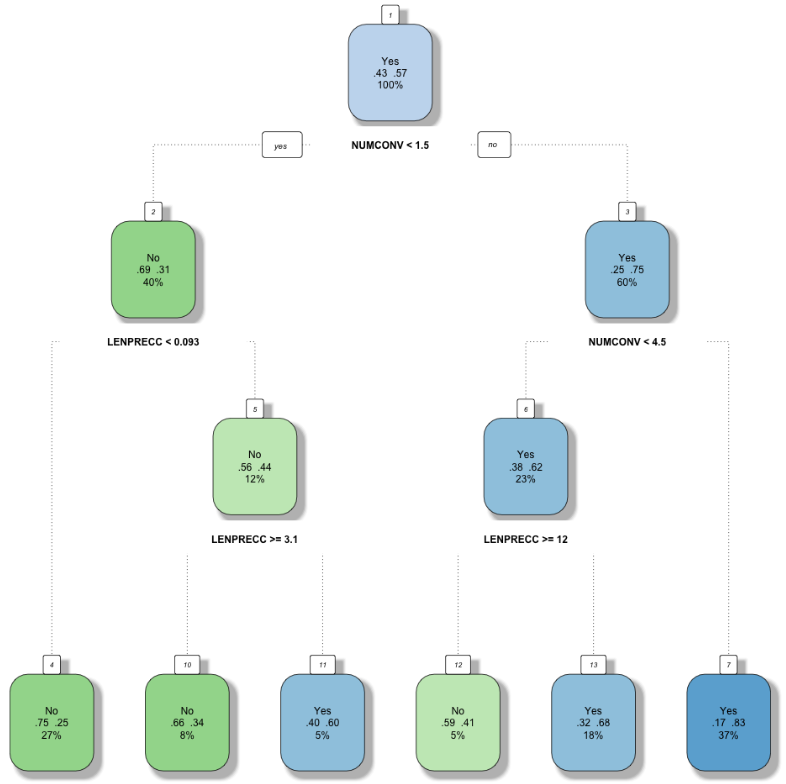 1
Yes
.43 .57
100%
yes
NUMCONV < 1.5
no
2
No
.69 .31
40%
3
Yes
.25 .75
60%
LENPRECC < 0.093
NUMCONV < 4.5
5
No
.56 .44
12%
6
Yes
.38 .62
23%
LENPRECC >= 3.1
LENPRECC >= 12
4
No
.75 .25
27%
10
No
.66 .34
8%
11
Yes
.40 .60
5%
12
No
.59 .41
5%
13
Yes
.32 .68
18%
7
Yes
.17 .83
37%